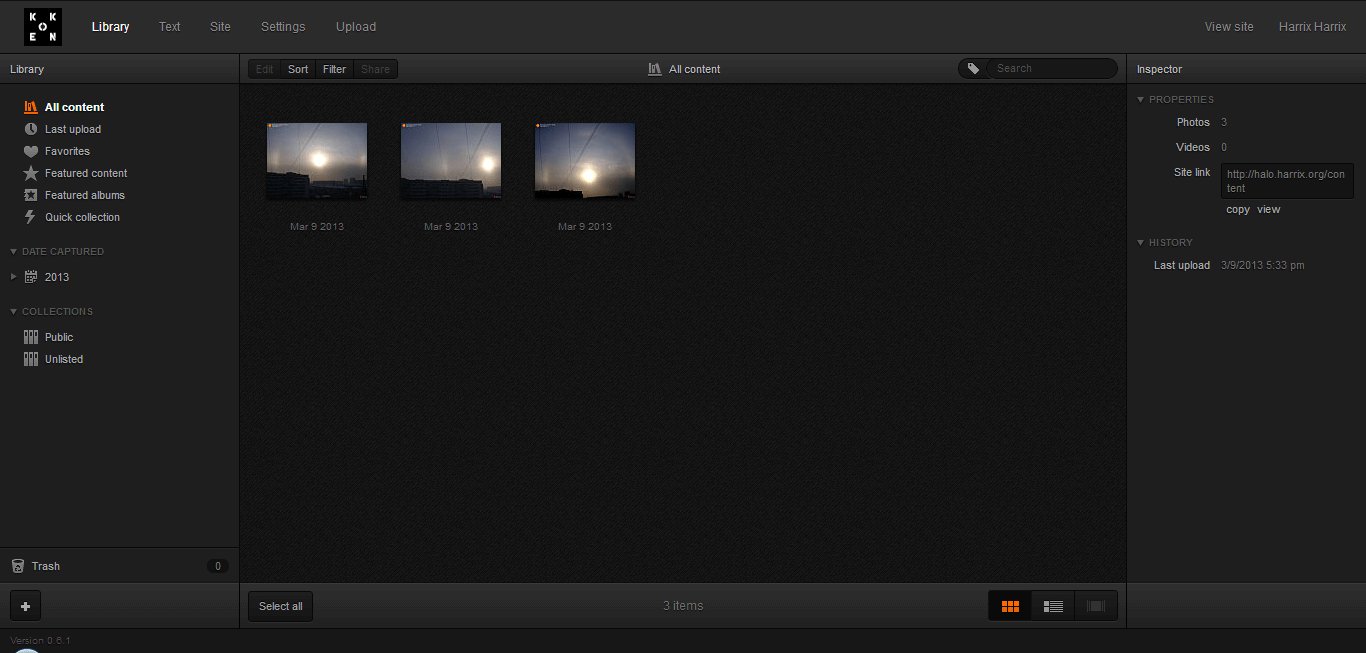 K K
O
E N
Library
Text
Site
Settings
Upload
View site
Harrix Harrix
Library
Edit
Sort
Filter
Share
All content
Search
Inspector
All content
Last upload
Favorites
Featured content
Featured albums
Quick collection
DATE CAPTURED
2013
COLLECTIONS
Public
Unlisted
Trash
0
Mar 9 2013
Mar 9 2013
Mar 9 2013
PROPERTIES
Photos 3
Videos 0
Site link http://halo.harrix.org/con
tent
copy view
HISTORY
Last upload 3/9/2013 5:33 pm
Select all
3 items
Version 0.6.1